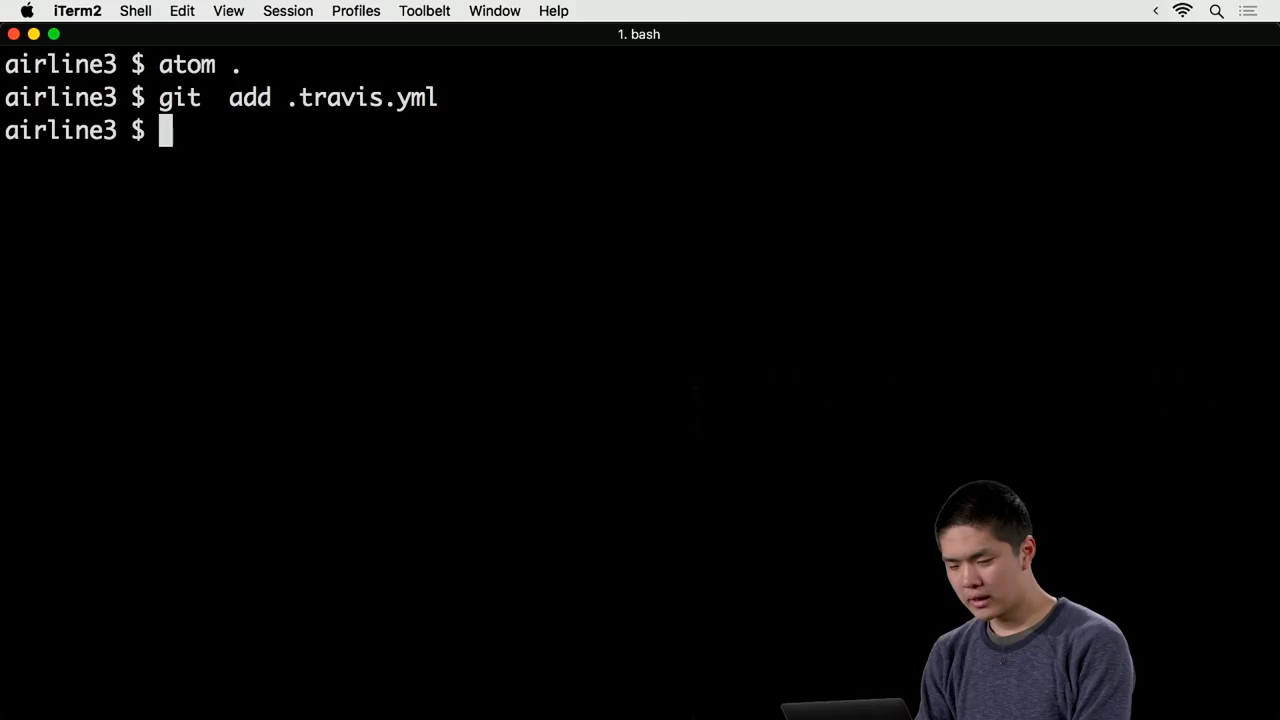 iTerm2 Shell Edit View Session Profiles Toolbelt Window Help
1. bash
airline3 $ atom .
airline3 $ git  add .travis.yml
airline3 $